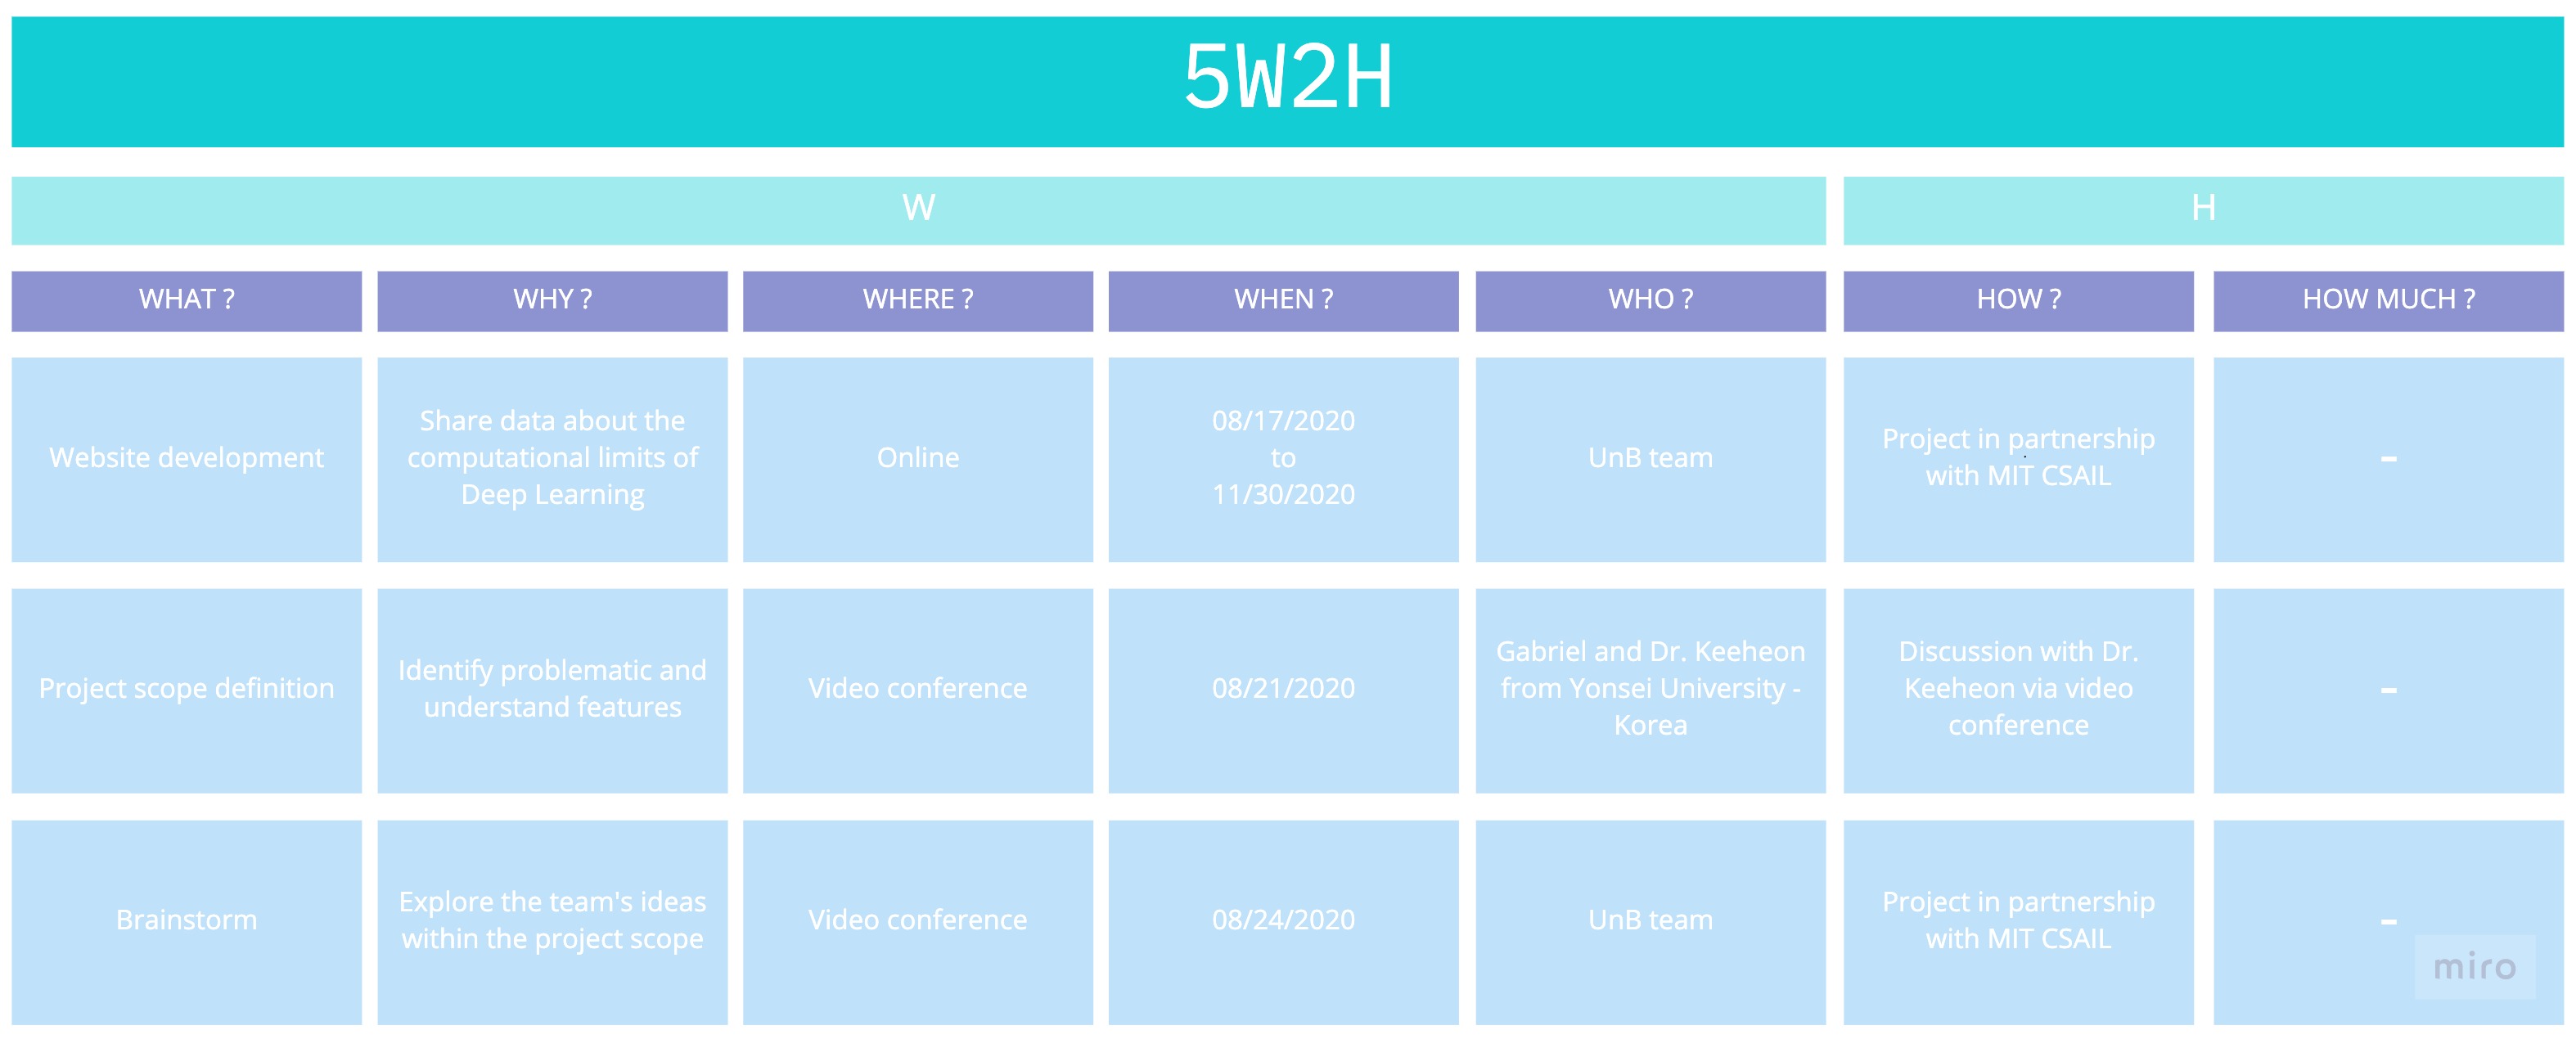 5W2H
W
H
WHAT ?
WHY ?
WHERE ?
WHEN ?
WHO ?
HOW ?
HOW MUCH ?
Website development
Share data about the
computational limits of
Deep Learning
Online
08/17/2020
to
11/30/2020
UnB team
Project in partnership
with MIT CSAIL
-
Project scope definition
Identify problematic and
understand features
Video conference
08/21/2020
Gabriel and Dr. Keeheon
from Yonsei University -
Korea
Discussion with Dr.
Keeheon via video
conference
-
Brainstorm
Explore the team's ideas
within the project scope
Video conference
08/24/2020
UnB team
Project in partnership
with MIT CSAIL
-
miro